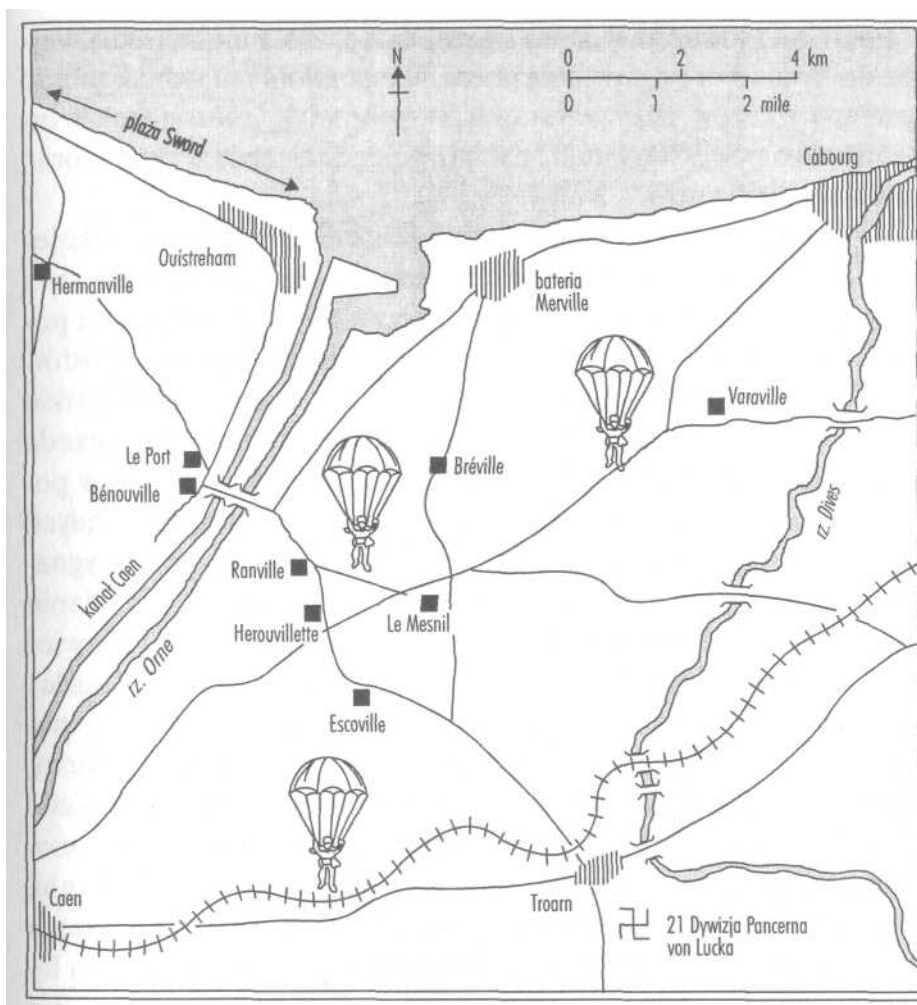 N
0 2 4 km
0 1 2 mile
plaża Sword
Cabourg
Ouistreham
Hermanville
bateria
Merville
Varaville
Le Port
Bénouville
Bréville
rz. Dives
Ranville
kanał Caen
Le Mesnil
Herouvillette
rz. Orne
Escoville
Caen
Troarn
21 Dywizja Pancerna
von Lucka